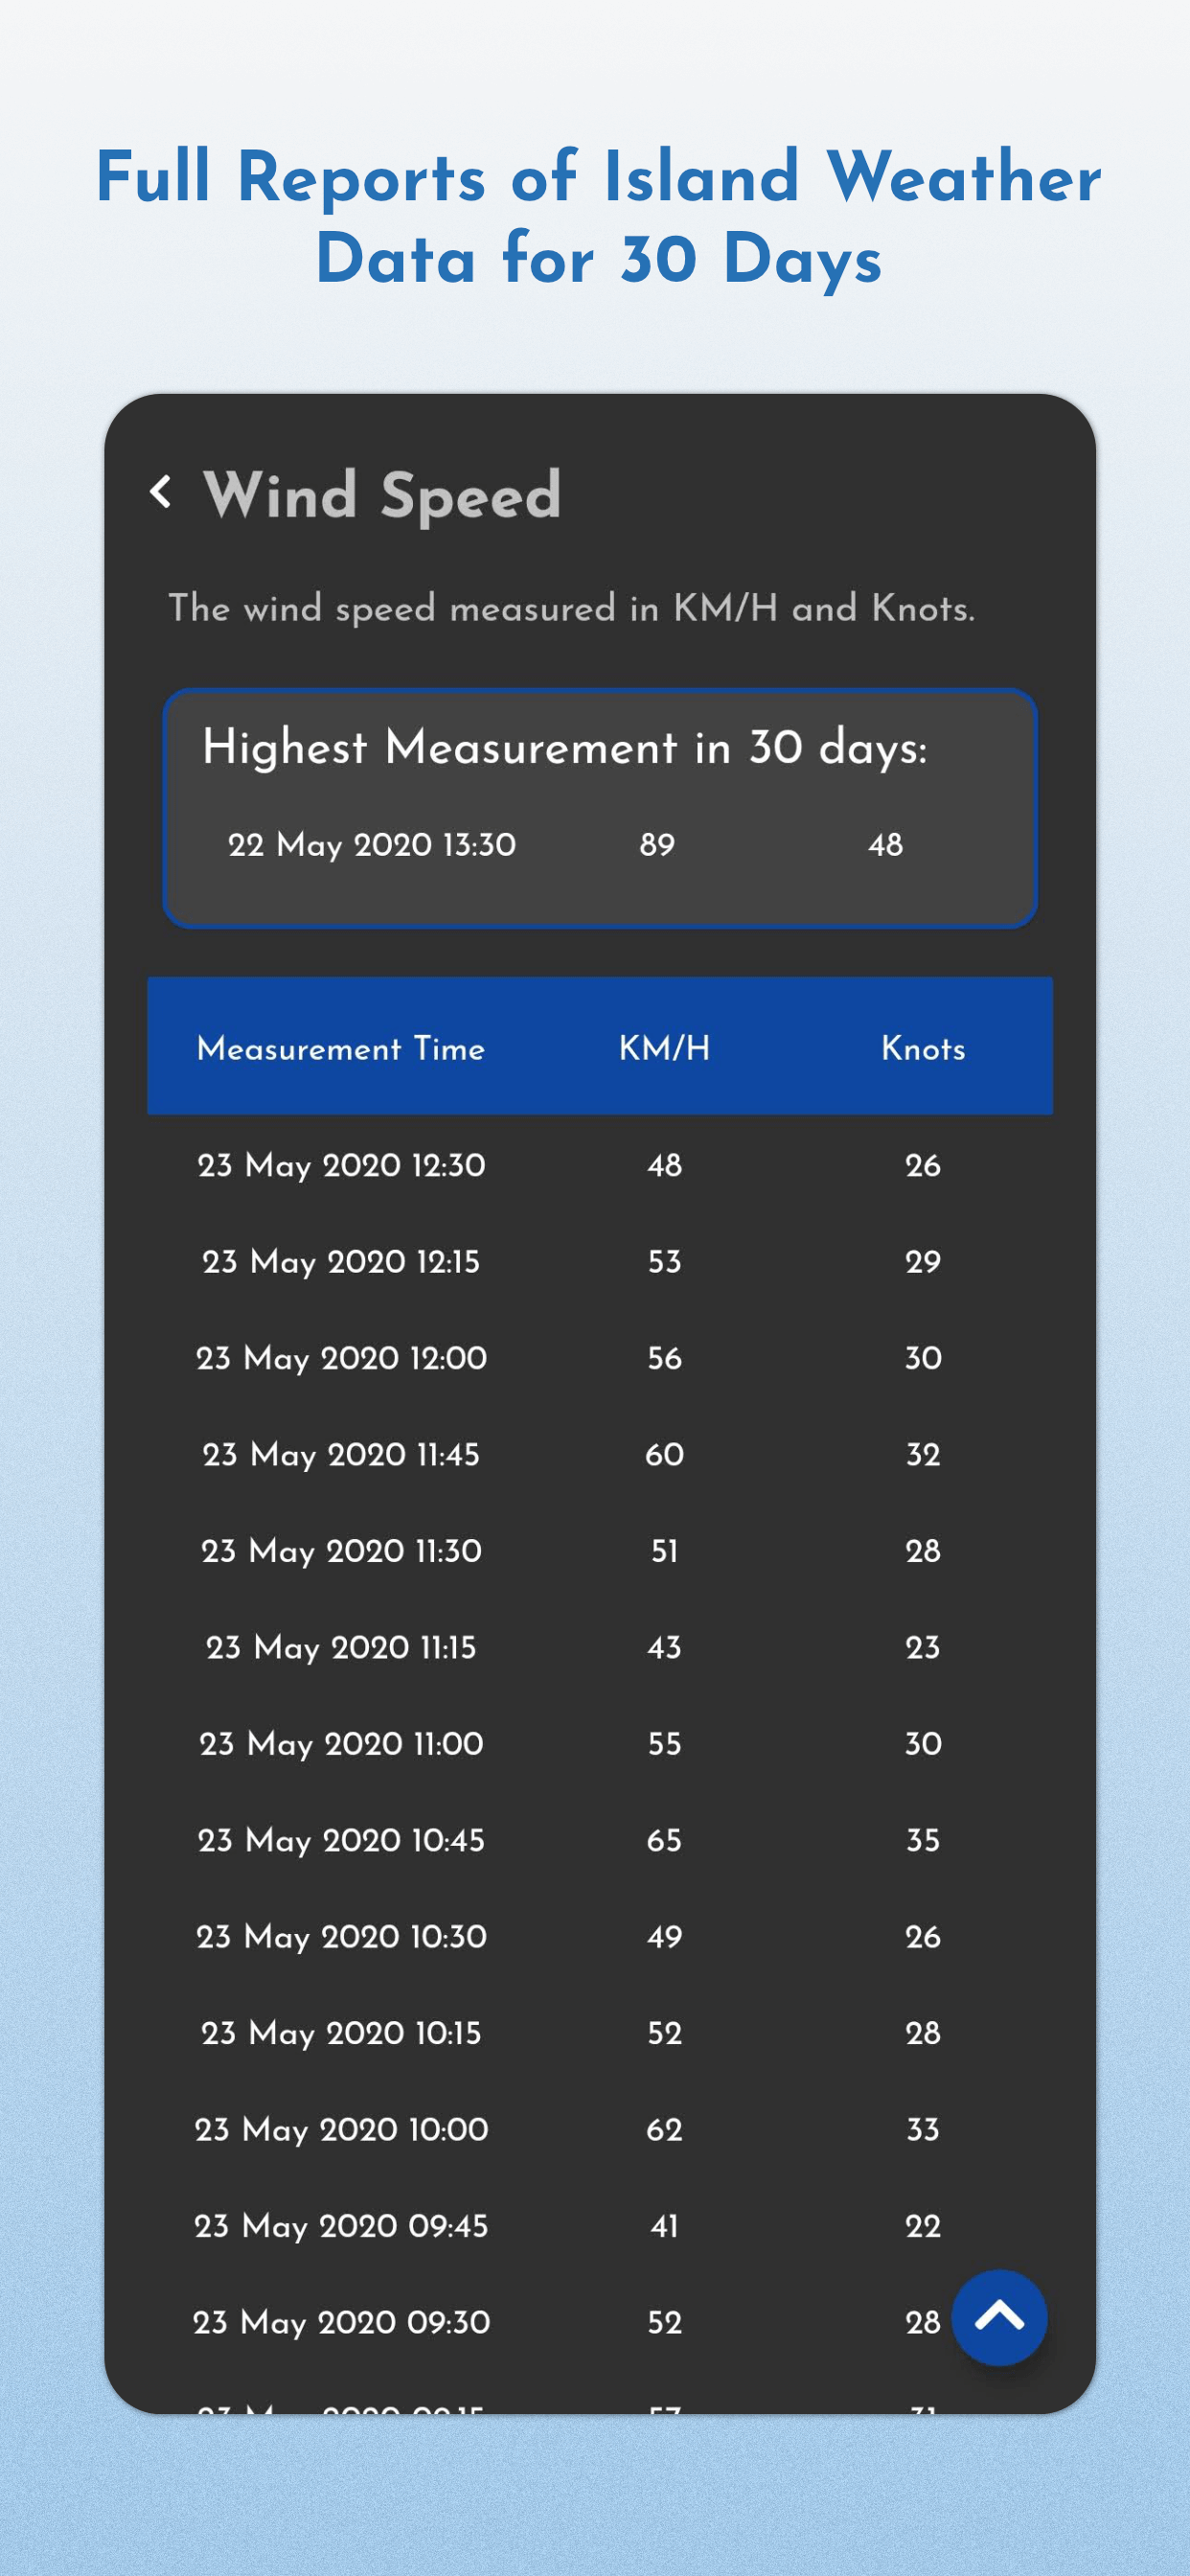 Full Reports of Island Weather
Data for 30 Days
Wind Speed
The wind speed measured in KM/H and Knots.
Highest Measurement in 30 days:
22 May 2020 13:30 89 48
Measurement Time KM/H Knots
23 May 2020 12:30 48 26
23 May 2020 12:15 53 29
23 May 2020 12:00 56 30
23 May 2020 11:45 60 32
23 May 2020 11:30 51 28
23 May 2020 11:15 43 23
23 May 2020 11:00 55 30
23 May 2020 10:45 65 35
23 May 2020 10:30 49 26
23 May 2020 10:15 52 28
23 May 2020 10:00 62 33
23 May 2020 09:45 41 22
23 May 2020 09:30 52 28